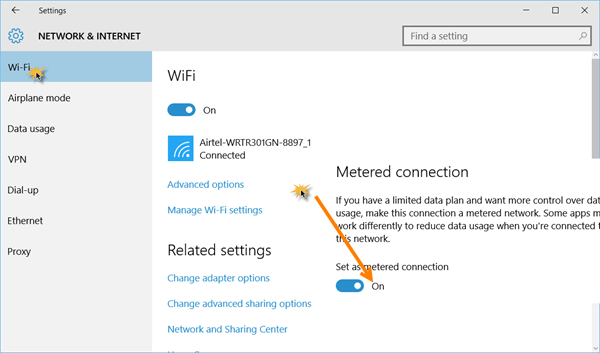 Settings
NETWORK & INTERNET
Find a setting
Wi-Fi
Airplane mode
Data usage
VPN
Dial-up
Ethernet
Proxy
WiFi
On
Airtel-WRTR301GN-8897_1
Connected
Advanced options
Manage Wi-Fi settings
Related settings
Change adapter options
Change advanced sharing options
Network and Sharing Center
Metered connection
If you have a limited data plan and want more control over dat
usage, make this connection a metered network. Some apps m
work differently to reduce data usage when you're connected t
this network.
Set as metered connection
On